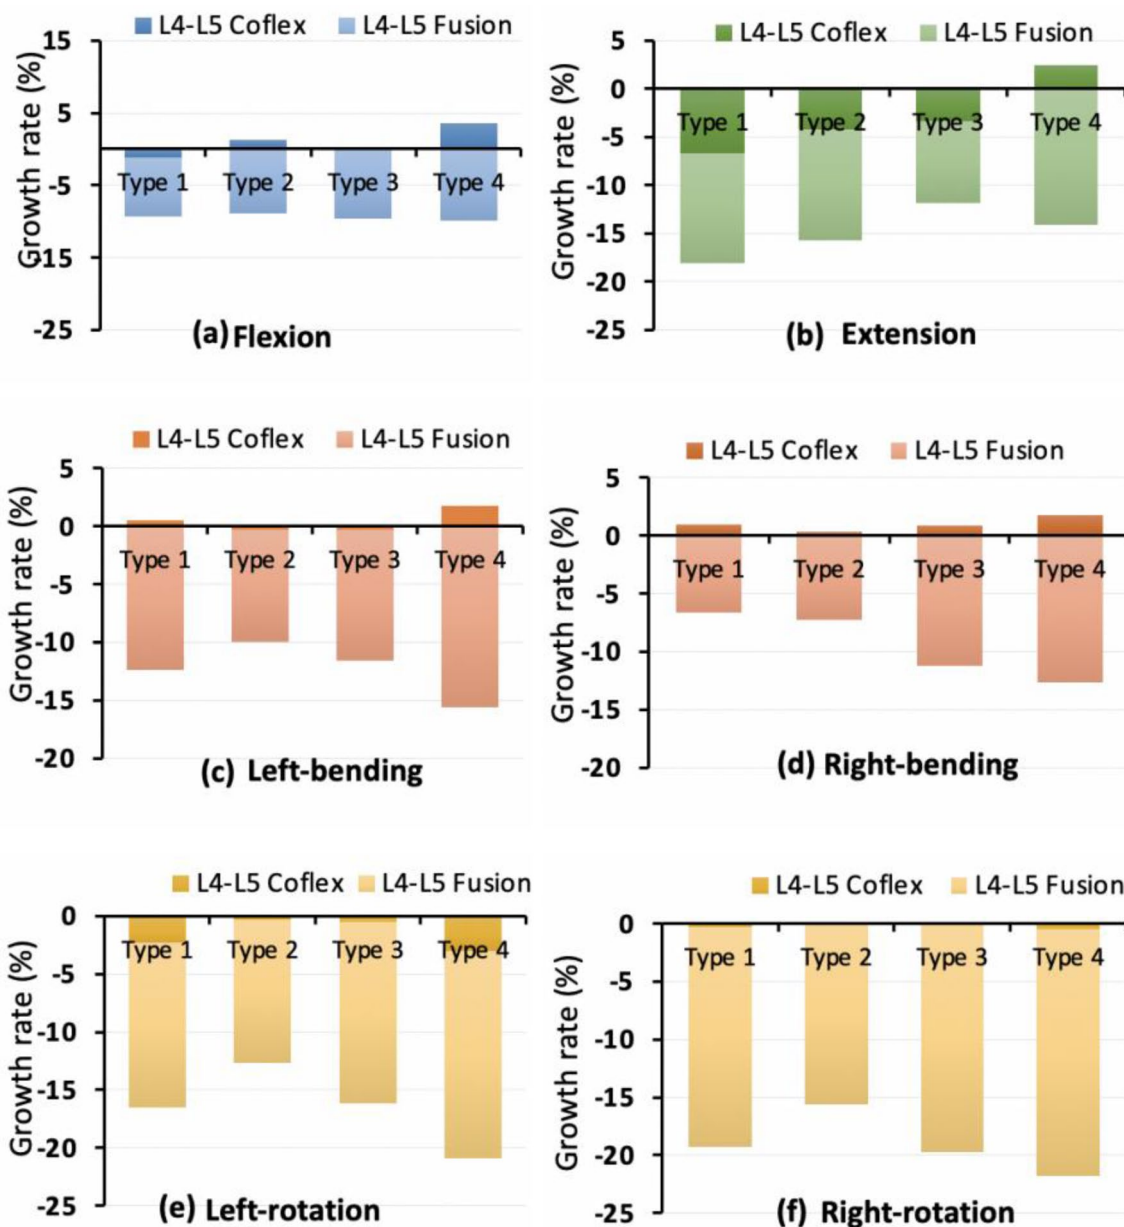 L4-L5 Coflex L4-L5 Fusion
15
5
-5
-15
-25
Growth rate (%)
Type 1 Type 2 Type 3 Type 4
(a) Flexion
L4-L5 Coflex L4-L5 Fusion
5
0
-5
-10
-15
-20
-25
Growth rate (%)
Type 1 Type 2 Type 3 Type 4
(b) Extension
L4-L5 Coflex L4-L5 Fusion
5
0
-5
-10
-15
-20
Growth rate (%)
Type 1 Type 2 Type 3 Type 4
(c) Left-bending
L4-L5 Coflex L4-L5 Fusion
5
0
-5
-10
-15
-20
Growth rate (%)
Type 1 Type 2 Type 3 Type 4
(d) Right-bending
L4-L5 Coflex L4-L5 Fusion
0
-5
-10
-15
-20
-25
Growth rate (%)
Type 1 Type 2 Type 3 Type 4
(e) Left-rotation
L4-L5 Coflex L4-L5 Fusion
0
-5
-10
-15
-20
-25
Growth rate (%)
Type 1 Type 2 Type 3 Type 4
(f) Right-rotation